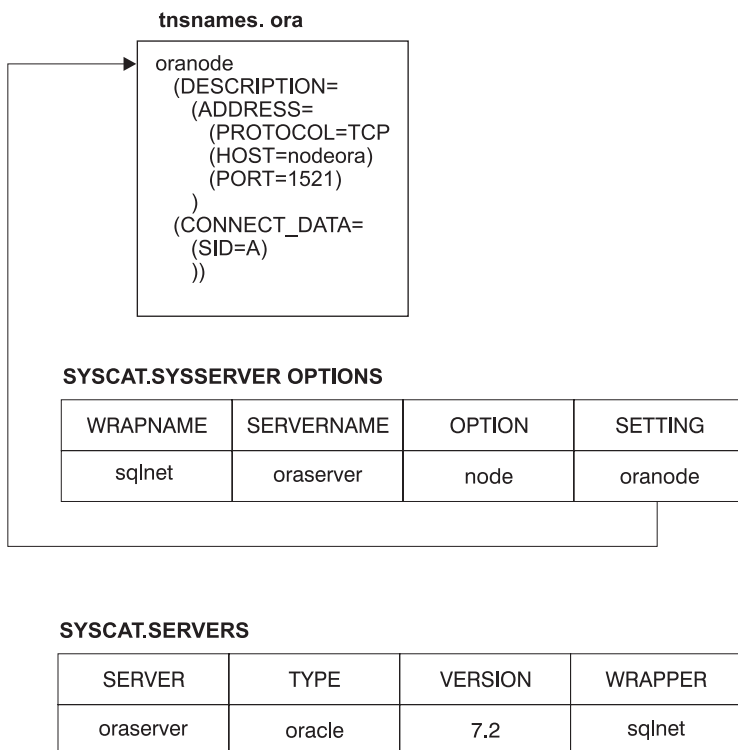 tnsnames. ora
oranode
(DESCRIPTION=
(ADDRESS=
(PROTOCOL=TCP
(HOST=nodeora)
(PORT=1521)
)
(CONNECT_DATA=
(SID=A)
))
SYSCAT.SYSSERVER OPTIONS
WRAPNAME SERVERNAME OPTION SETTING
sqlnet oraserver node oranode
SYSCAT.SERVERS
SERVER TYPE VERSION WRAPPER
oraserver oracle 7.2 sqlnet